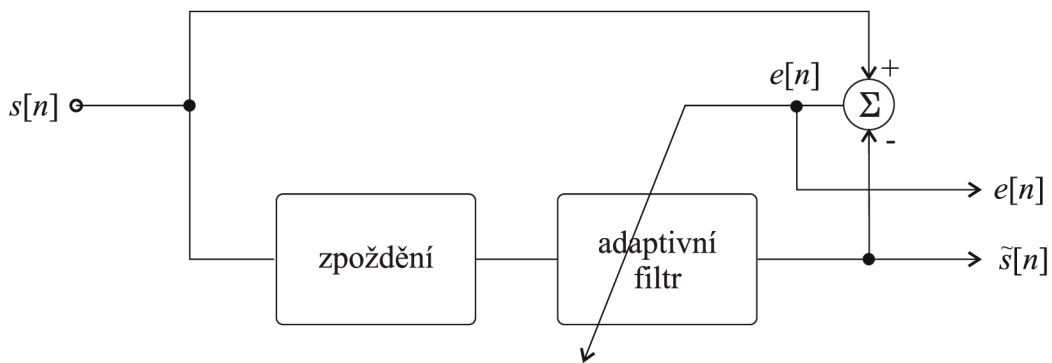 e[n]
+
s[n]
Σ
-
e[n]
zpoždění
adaptivní
filtr
s̃[n]